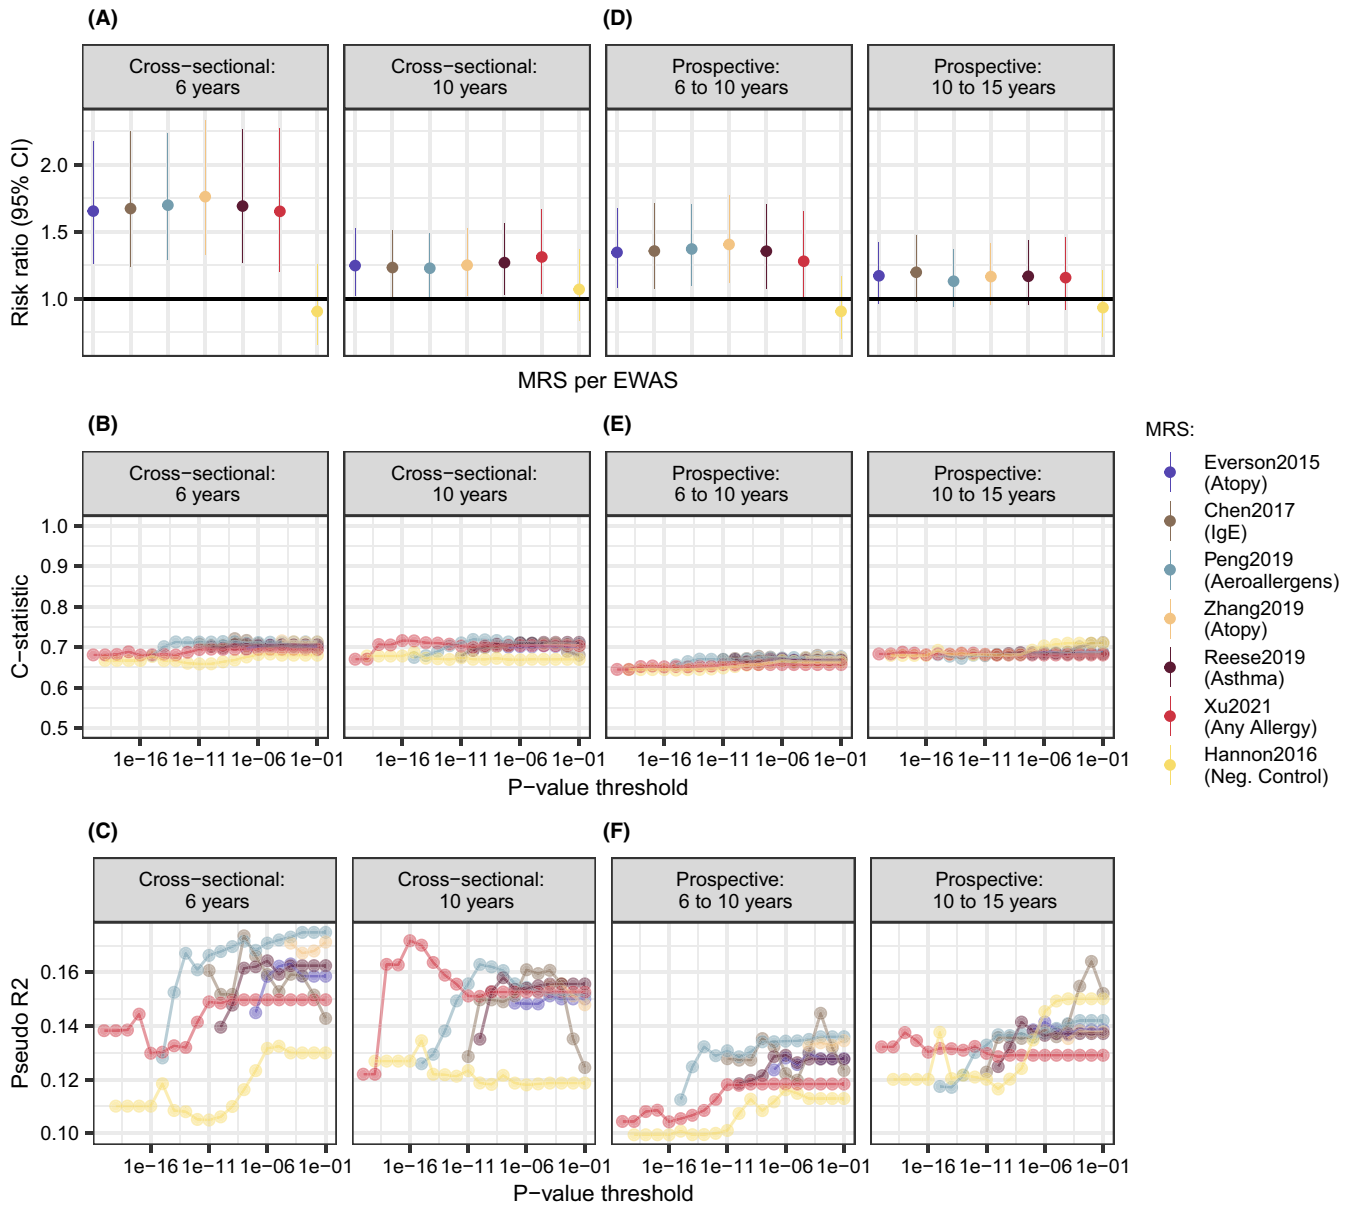 (A)
(D)
Cross−sectional:
6 years
Cross−sectional:
10 years
Prospective:
6 to 10 years
Prospective:
10 to 15 years
Risk ratio (95% CI)
2.0
1.5
1.0
MRS per EWAS
(B)
(E)
Cross−sectional:
6 years
Cross−sectional:
10 years
Prospective:
6 to 10 years
Prospective:
10 to 15 years
C−statistic
1.0
0.9
0.8
0.7
0.6
0.5
1e−16 1e−11 1e−06 1e−01
1e−16 1e−11 1e−06 1e−01
1e−16 1e−11 1e−06 1e−01
1e−16 1e−11 1e−06 1e−01
P−value threshold
MRS:
Everson2015
(Atopy)
Chen2017
(IgE)
Peng2019
(Aeroallergens)
Zhang2019
(Atopy)
Reese2019
(Asthma)
Xu2021
(Any Allergy)
Hannon2016
(Neg. Control)
(C)
(F)
Cross−sectional:
6 years
Cross−sectional:
10 years
Prospective:
6 to 10 years
Prospective:
10 to 15 years
Pseudo R2
0.16
0.14
0.12
0.10
1e−16 1e−11 1e−06 1e−01
1e−16 1e−11 1e−06 1e−01
1e−16 1e−11 1e−06 1e−01
1e−16 1e−11 1e−06 1e−01
P−value threshold